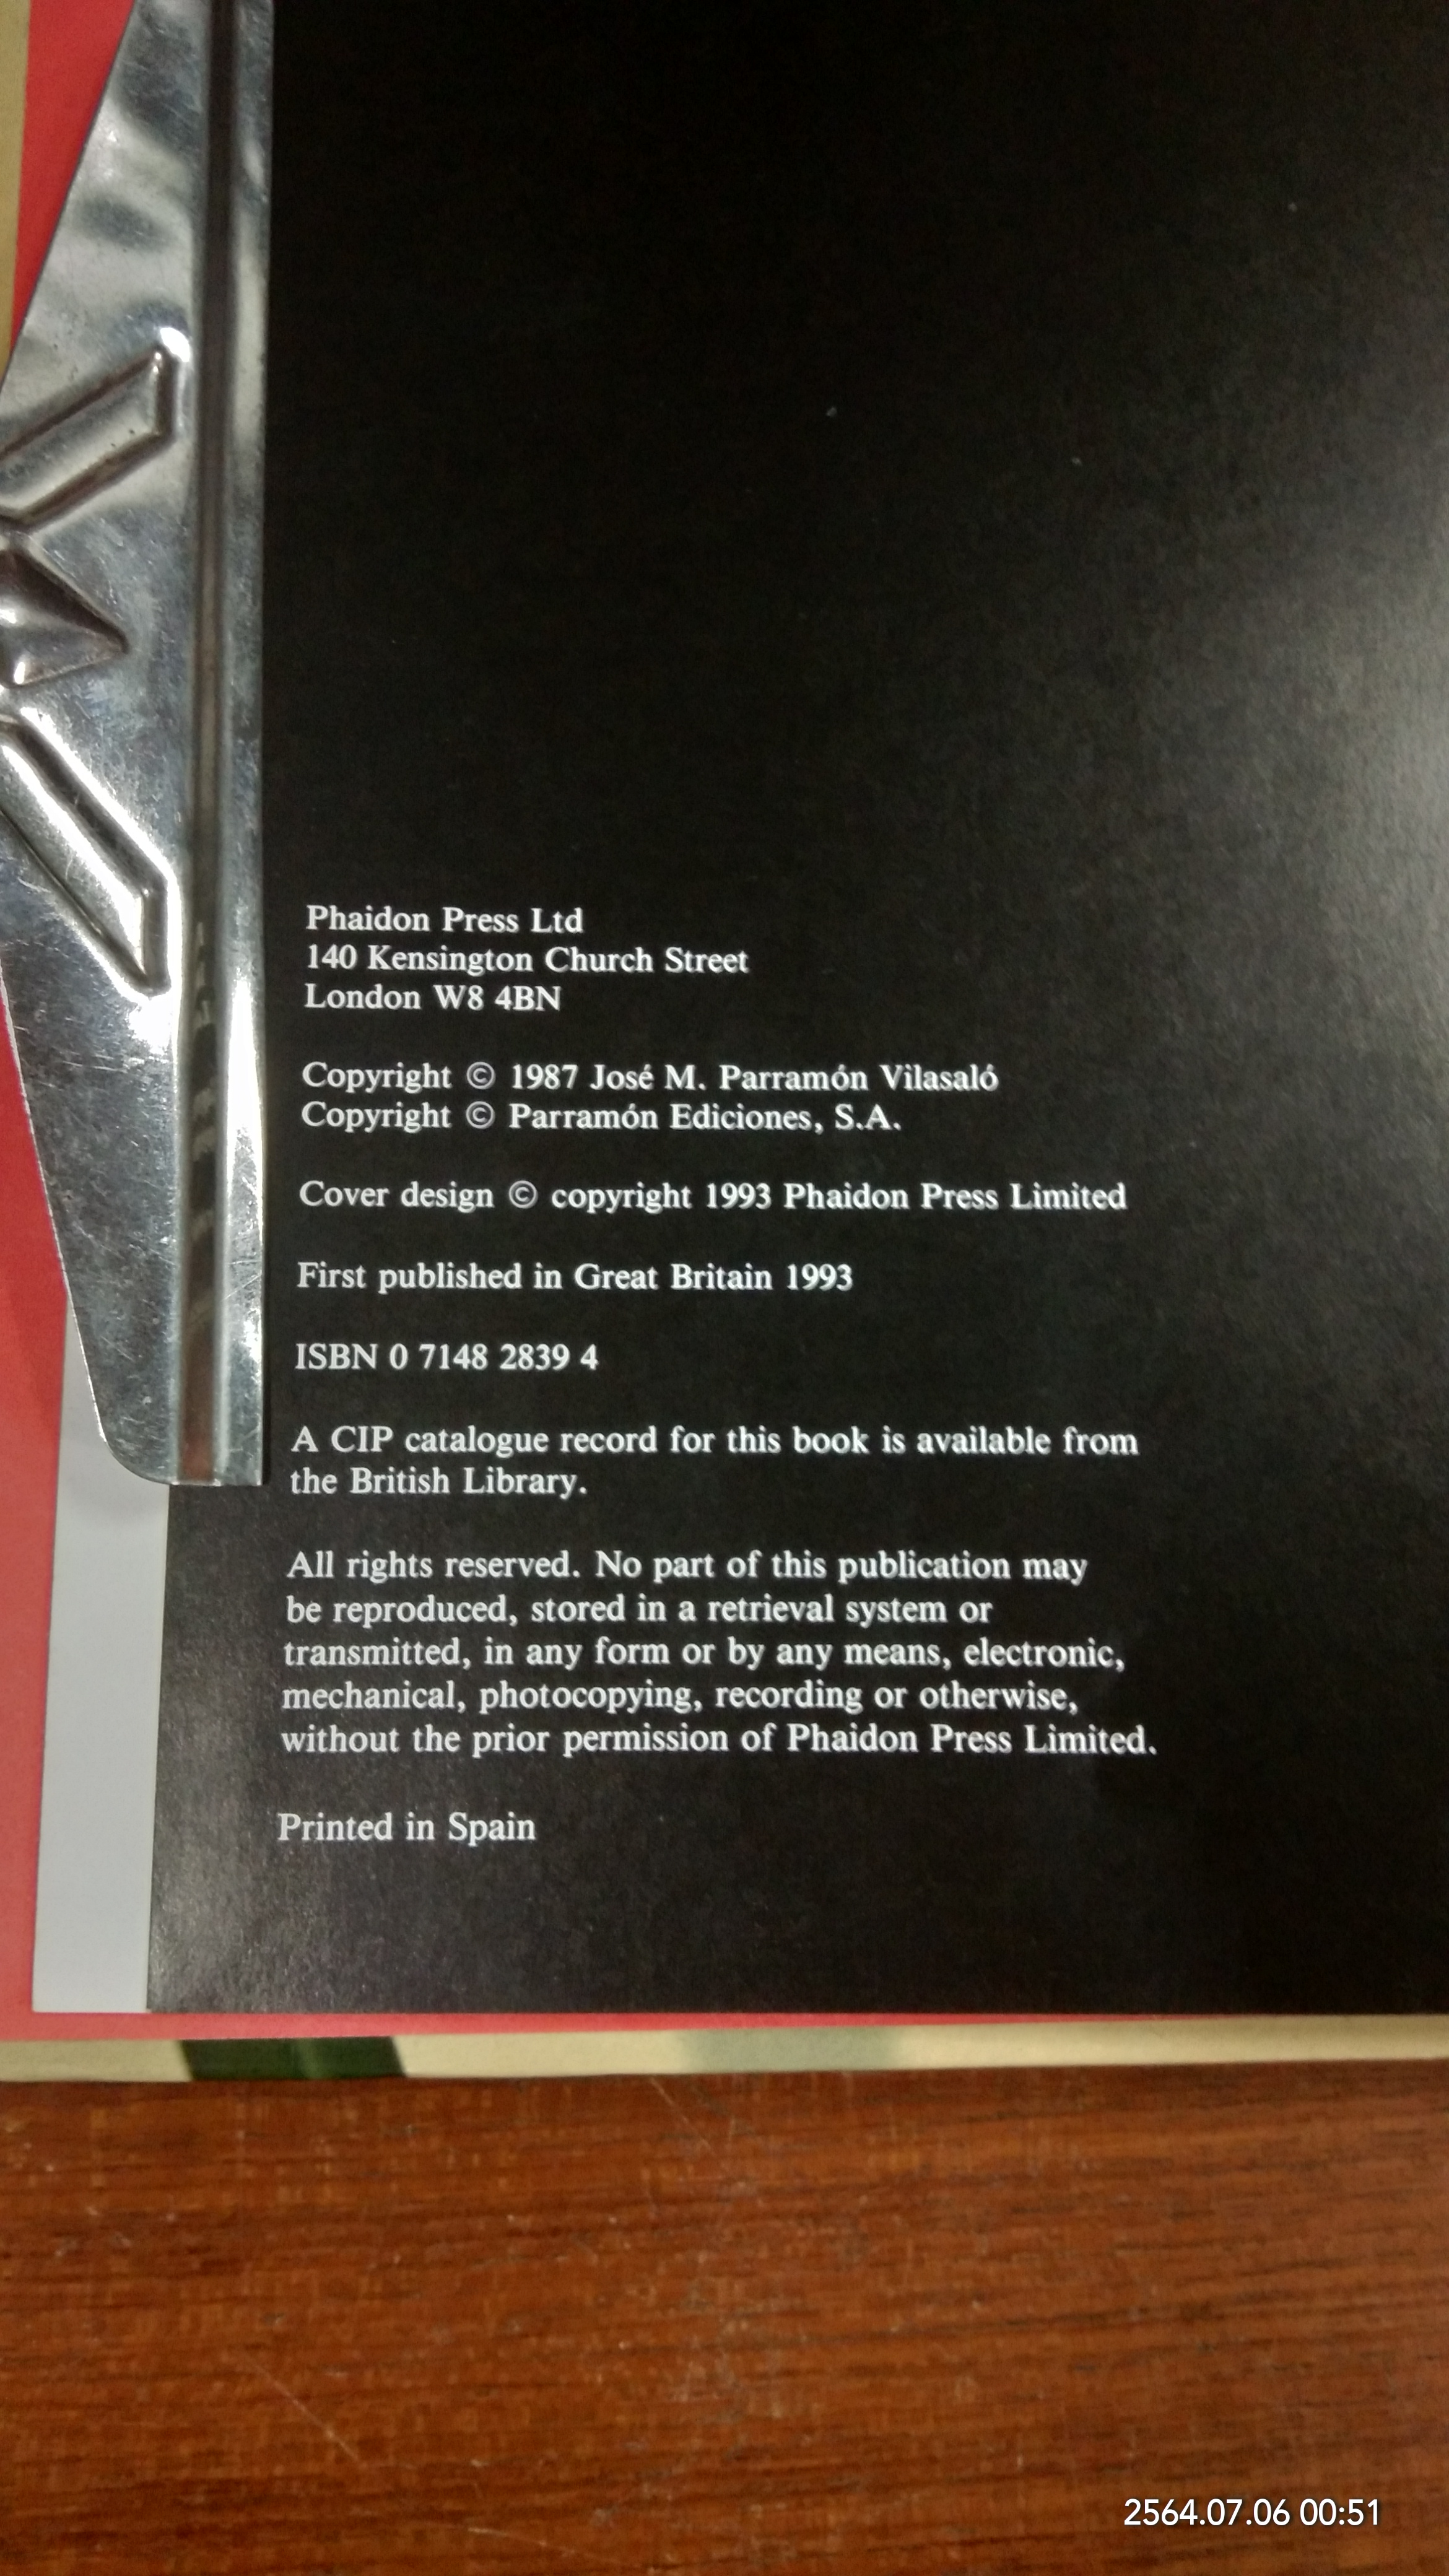 Phaidon Press Ltd
140 Kensington Church Street
London W8 4BN
Copyright © 1987 José M. Parramón Vilasaló
Copyright © Parramón Ediciones, S.A.
Cover design © copyright 1993 Phaidon Press Limited
First published in Great Britain 1993
ISBN 0 7148 2839 4
A CIP catalogue record for this book is available from
the British Library.
All rights reserved. No part of this publication may
be reproduced, stored in a retrieval system or
transmitted, in any form or by any means, electronic,
mechanical, photocopying, recording or otherwise,
without the prior permission of Phaidon Press Limited.
Printed in Spain
2564.07.06 00:51